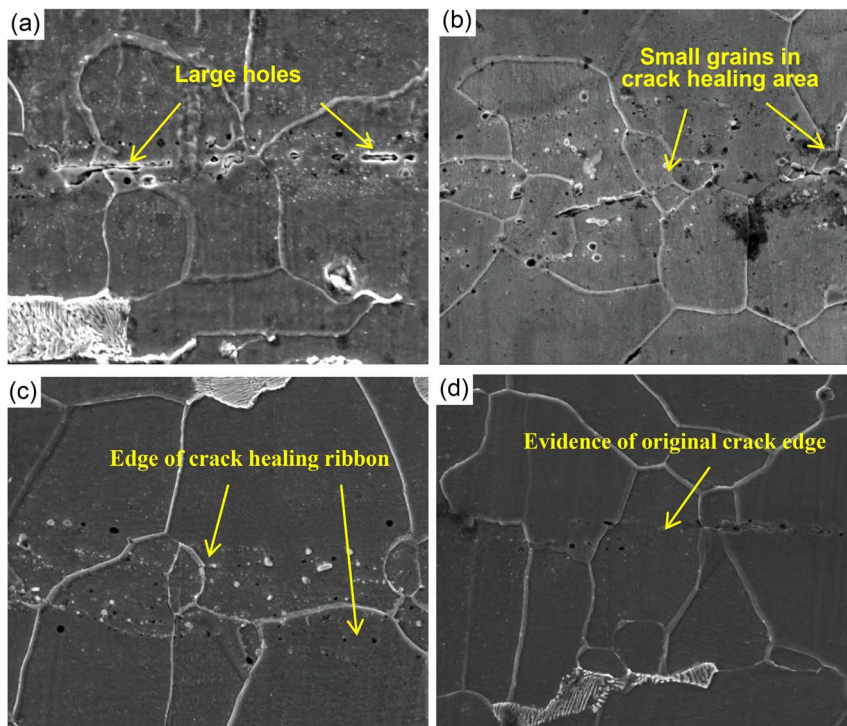 (a)
Large holes
(b)
Small grains in
crack healing area
(c)
Edge of crack healing ribbon
(d)
Evidence of original crack edge